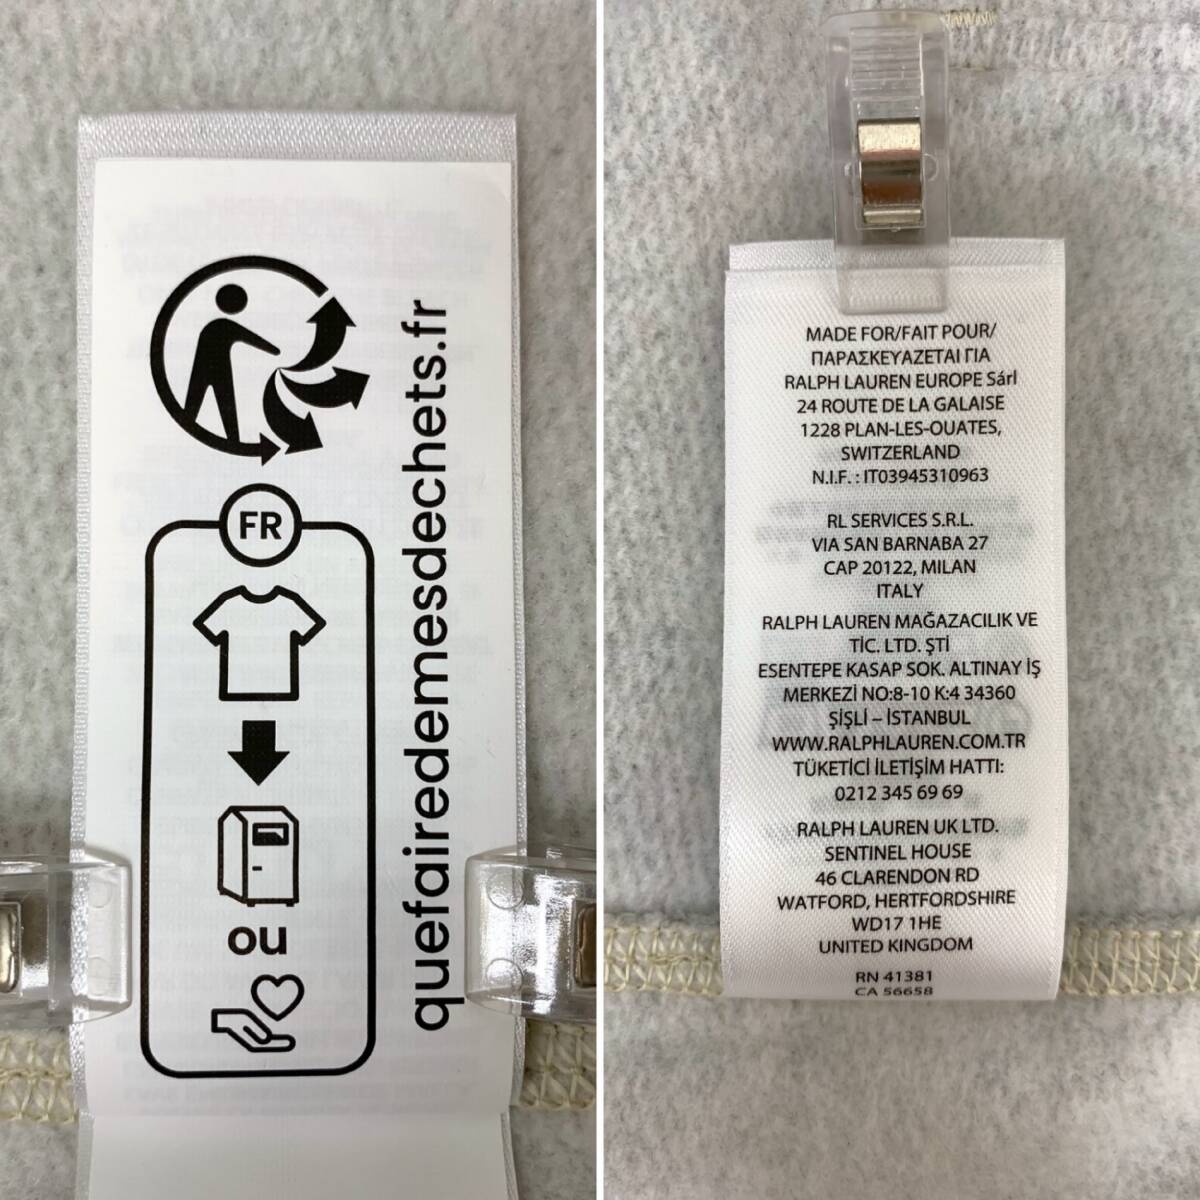 quefairedemesdechets.fr
FR
ou
MADE FOR/FAIT POUR/
ΠΑΡΑΣΚΕΥΑΖΕΤΑΙ ΓΙΑ
RALPH LAUREN EUROPE Sárl
24 ROUTE DE LA GALAISE
1228 PLAN-LES-OUATES,
SWITZERLAND
N.I.F. : IT03945310963
RL SERVICES S.R.L.
VIA SAN BARNABA 27
CAP 20122, MILAN
ITALY
RALPH LAUREN MAĞAZACILIK VE
TİC. LTD. ŞTİ
ESENTEPE KASAP SOK. ALTINAY İŞ
MERKEZİ NO:8-10 K:4 34360
ŞİŞLİ – İSTANBUL
WWW.RALPHLAUREN.COM.TR
TÜKETİCİ İLETİŞİM HATTI:
0212 345 69 69
RALPH LAUREN UK LTD.
SENTINEL HOUSE
46 CLARENDON RD
WATFORD, HERTFORDSHIRE
WD17 1HE
UNITED KINGDOM
RN 41381
CA 56658